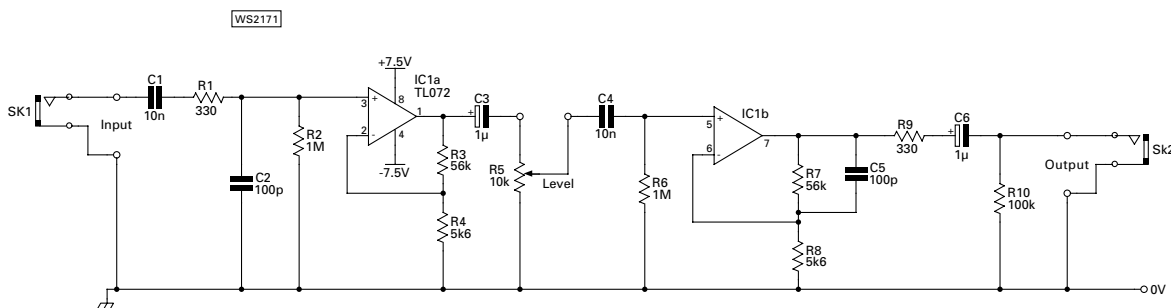 WS2171
SK1
Input
C1
10n
R1
330
C2
100p
R2
1M
+7.5V
IC1a
TL072
3
+
8
1
2
-
4
-7.5V
R3
56k
R4
5k6
C3
+
1µ
R5
10k
Level
C4
10n
R6
1M
5
+
IC1b
7
6
-
R7
56k
C5
100p
R8
5k6
R9
330
C6
+
1µ
R10
100k
Output
Sk2
0V